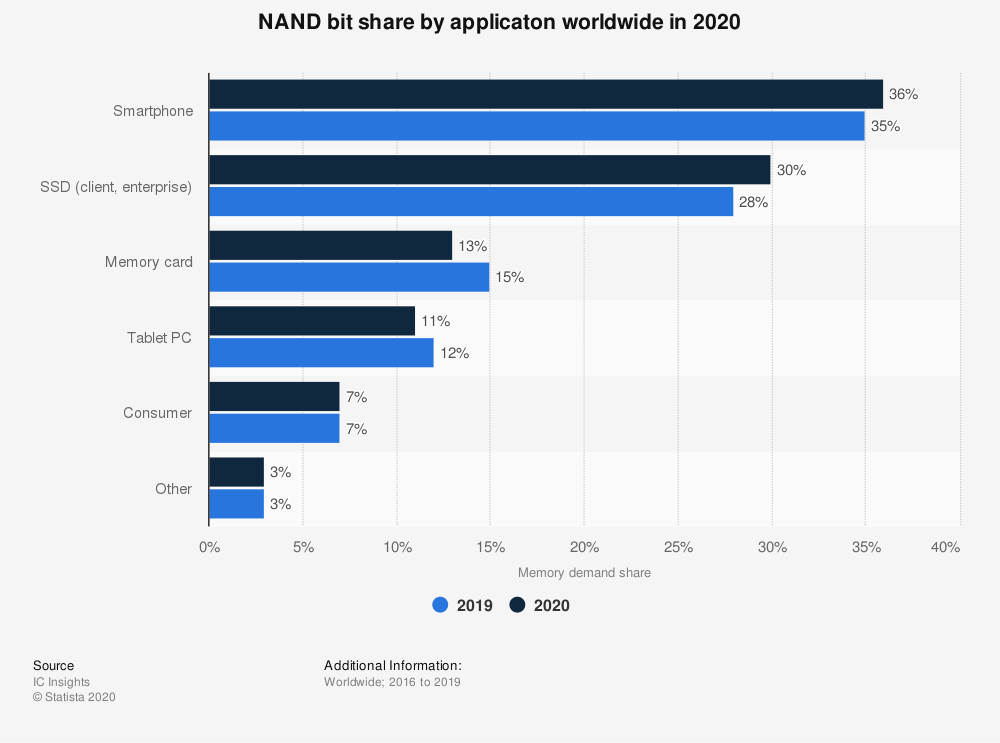 NAND bit share by applicaton worldwide in 2020
Smartphone
36%
35%
SSD (client, enterprise)
30%
28%
Memory card
13%
15%
Tablet PC
11%
12%
Consumer
7%
7%
Other
3%
3%
0% 5% 10% 15% 20% 25% 30% 35% 40%
Memory demand share
2019 2020
Source
IC Insights
© Statista 2020
Additional Information:
Worldwide; 2016 to 2019